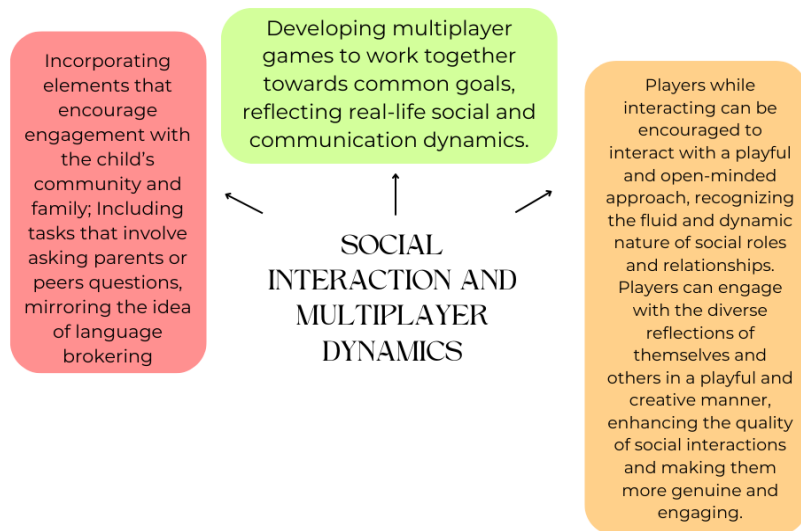 Incorporating
elements that
encourage
engagement with
the child's
community and
family; Including
tasks that involve
asking parents or
peers questions,
mirroring the idea
of language
brokering
Developing multiplayer
games to work together
towards common goals,
reflecting real-life social and
communication dynamics.
Players while
interacting can be
encouraged to
interact with a playful
and open-minded
approach, recognizing
the fluid and dynamic
nature of social roles
and relationships.
Players can engage
with the diverse
reflections of
themselves and
others in a playful and
creative manner,
enhancing the quality
of social interactions
and making them
more genuine and
engaging.
SOCIAL
INTERACTION AND
MULTIPLAYER
DYNAMICS